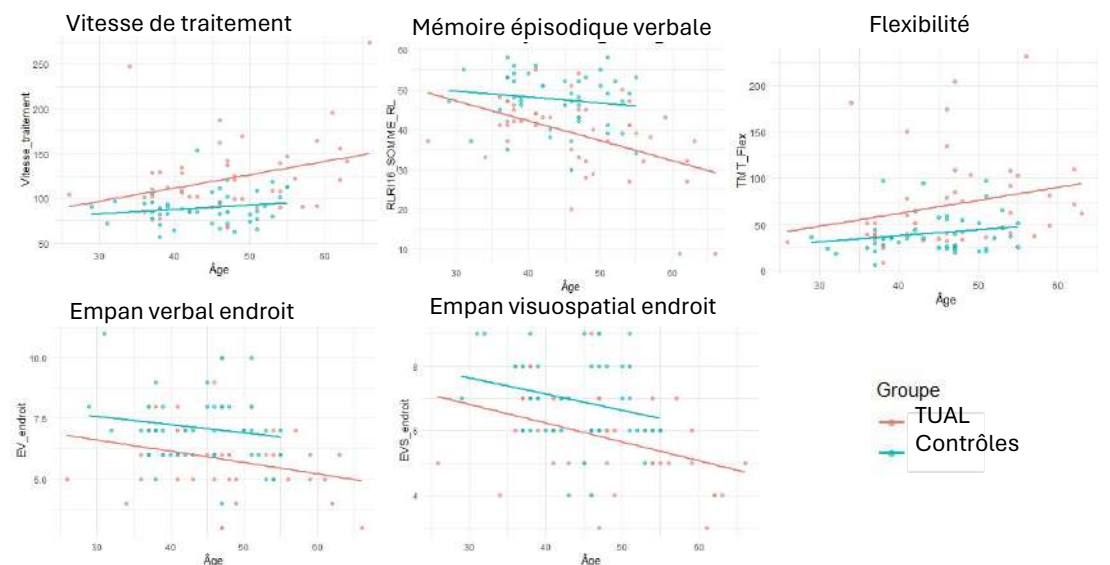 Vitesse de traitement
Mémoire épisodique verbale
Flexibilité
Vitesse_traitement
250
200
150
100
50
30
40
50
60
Âge
RLRI16_SOMME_RL
60
50
40
30
20
10
30
40
50
60
Âge
TMT_Flex
200
150
100
50
0
30
40
50
60
Âge
Empan verbal endroit
Empan visuospatial endroit
EV_endroit
10.0
7.5
5.0
30
40
50
60
Âge
EVS_endroit
8
6
4
30
40
50
60
Âge
Groupe
TUAL
Contrôles